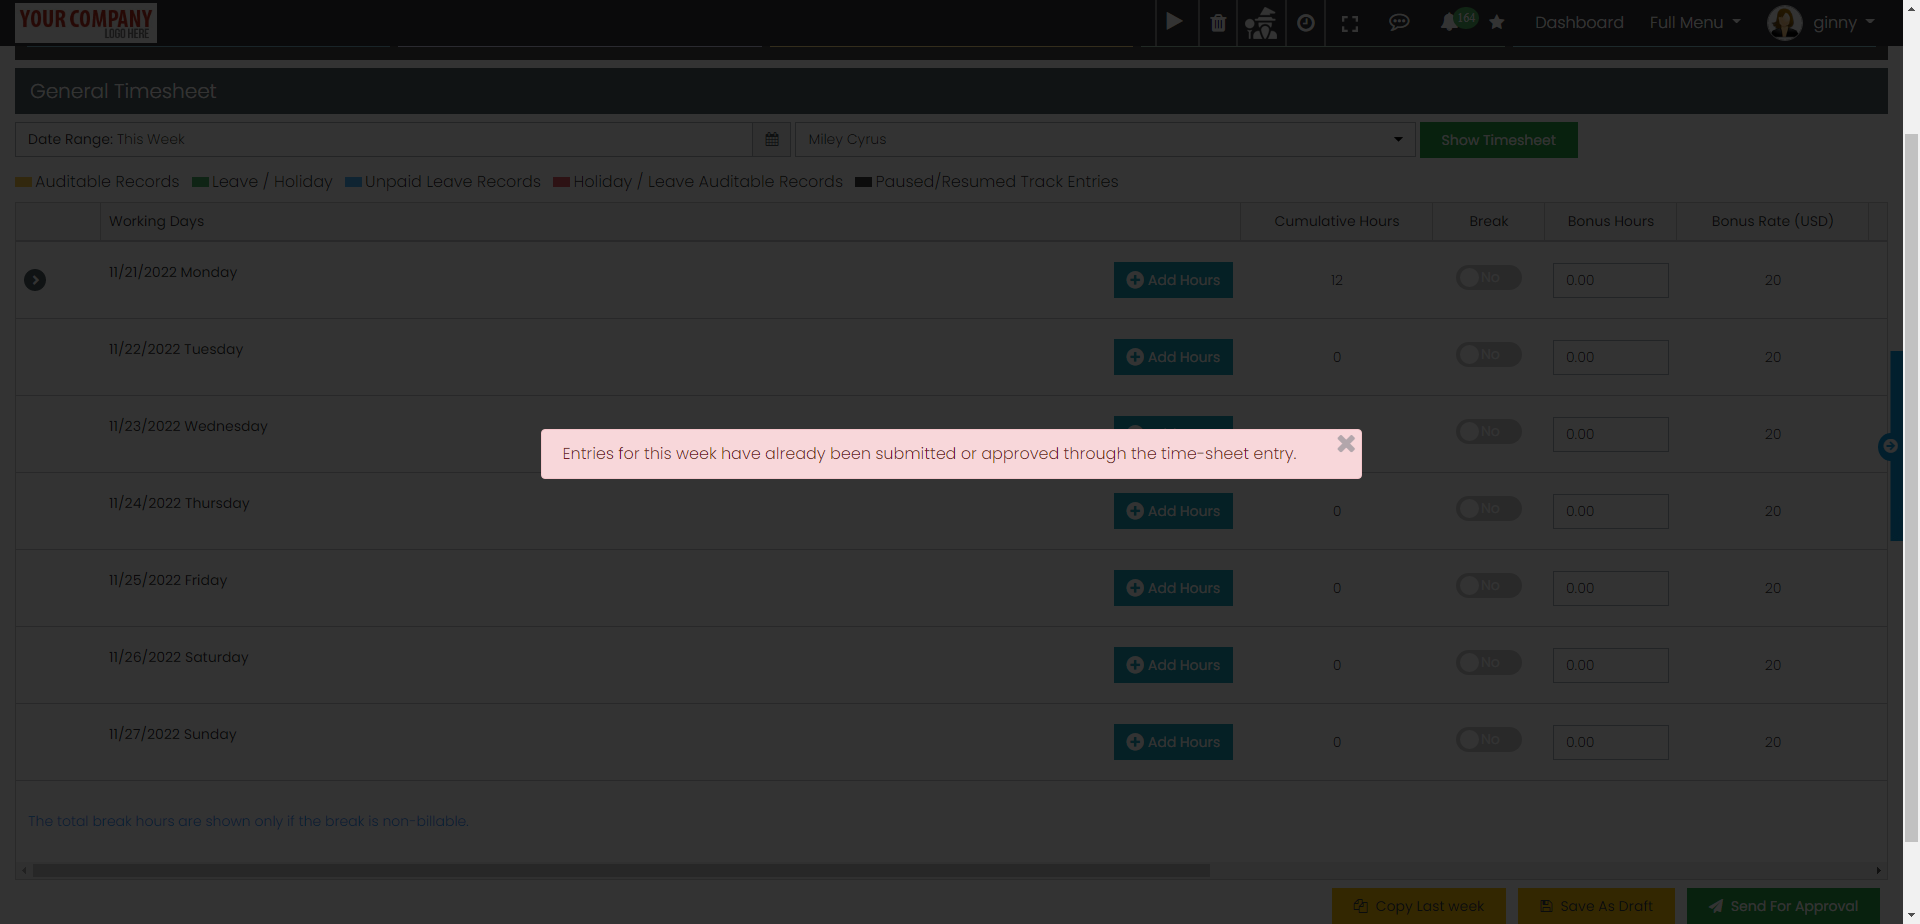 YOUR COMPANY
LOGO HERE
164
Dashboard
Full Menu
ginny
General Timesheet
Date Range: This Week
Miley Cyrus
Show Timesheet
Auditable Records
Leave / Holiday
Unpaid Leave Records
Holiday / Leave Auditable Records
Paused/Resumed Track Entries
Working Days
Cumulative Hours
Break
Bonus Hours
Bonus Rate (USD)
11/21/2022 Monday
Add Hours
12
No
0.00
20
11/22/2022 Tuesday
Add Hours
0
No
0.00
20
11/23/2022 Wednesday
No
0.00
20
Entries for this week have already been submitted or approved through the time-sheet entry.
11/24/2022 Thursday
Add Hours
0
No
0.00
20
11/25/2022 Friday
Add Hours
0
No
0.00
20
11/26/2022 Saturday
Add Hours
0
No
0.00
20
11/27/2022 Sunday
Add Hours
0
No
0.00
20
The total break hours are shown only if the break is non-billable.
Copy Last week
Save As Draft
Send For Approval